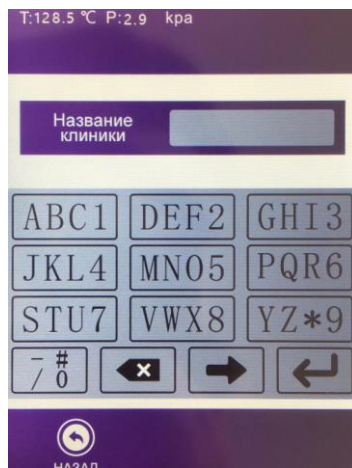 T:128.5 ℃ P:2.9 kpa
Название
клиники
ABC1 DEF2 GHI3
JKL4 MNO5 PQR6
STU7 VWX8 YZ*9
- #
/ 0
НАЗАД